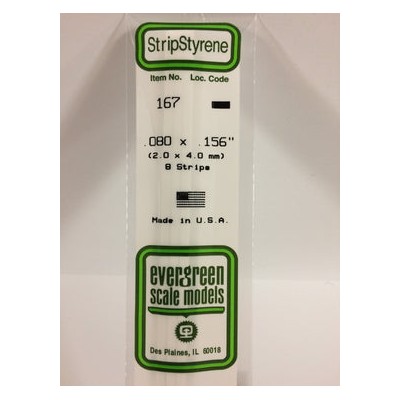 StripStyrene
Item No. Loc. Code
167
.080 x .156"
(2.0 x 4.0 mm)
8 Strips
Made in U.S.A.
evergreen
scale models
Des Plaines, IL 60018